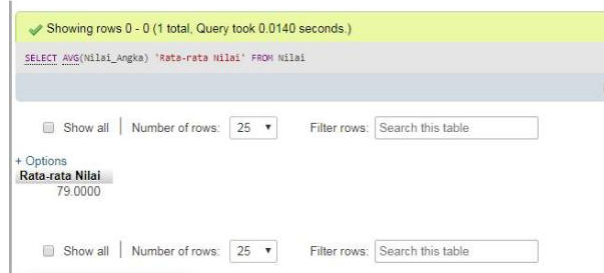 Showing rows 0 - 0 (1 total, Query took 0.0140 seconds.)
SELECT AVG(Nilai_Angka) 'Rata-rata Nilai' FROM Nilai
Show all | Number of rows: 25 Filter rows: Search this table
+ Options
Rata-rata Nilai
79.0000
Show all | Number of rows: 25 Filter rows: Search this table